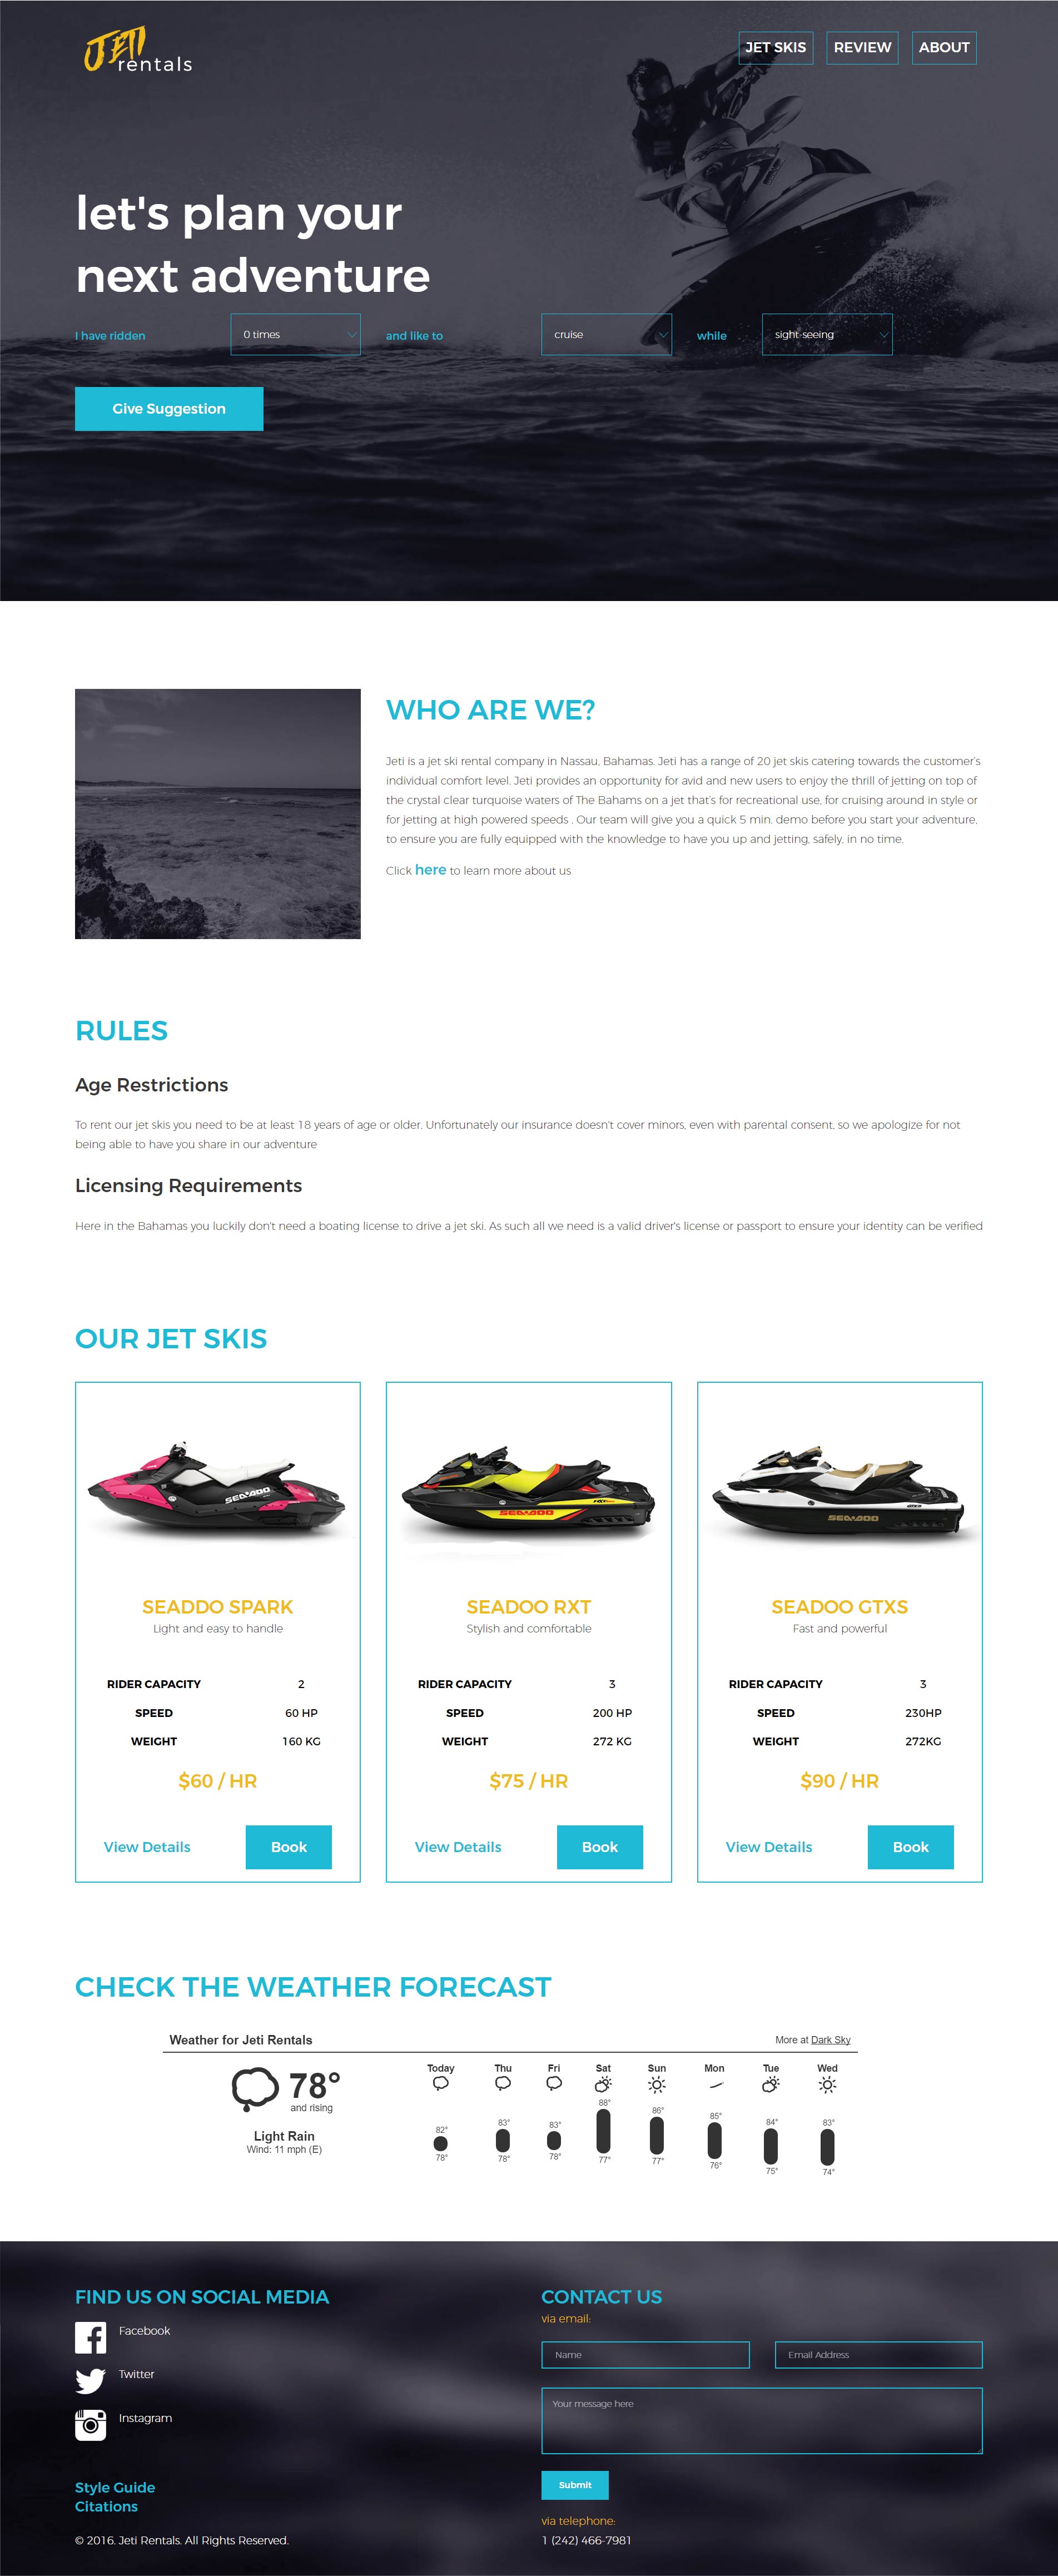 JETI
rentals
JET SKIS
REVIEW
ABOUT
let's plan your
next adventure
I have ridden 0 times and like to cruise while sight-seeing
Give Suggestion
WHO ARE WE?
Jeti is a jet ski rental company in Nassau, Bahamas. Jeti has a range of 20 jet skis catering towards the customer's
individual comfort level. Jeti provides an opportunity for avid and new users to enjoy the thrill of jetting on top of
the crystal clear turquoise waters of The Bahams on a jet that's for recreational use, for cruising around in style or
for jetting at high powered speeds . Our team will give you a quick 5 min. demo before you start your adventure,
to ensure you are fully equipped with the knowledge to have you up and jetting, safely, in no time.
Click here to learn more about us
RULES
Age Restrictions
To rent our jet skis you need to be at least 18 years of age or older. Unfortunately our insurance doesn't cover minors, even with parental consent, so we apologize for not
being able to have you share in our adventure
Licensing Requirements
Here in the Bahamas you luckily don't need a boating license to drive a jet ski. As such all we need is a valid driver's license or passport to ensure your identity can be verified
OUR JET SKIS
SEA-DOO
SEADDO SPARK
Light and easy to handle
RIDER CAPACITY 2
SPEED 60 HP
WEIGHT 160 KG
$60 / HR
View Details
Book
SEA-DOO
SEADOO RXT
Stylish and comfortable
RIDER CAPACITY 3
SPEED 200 HP
WEIGHT 272 KG
$75 / HR
View Details
Book
SEA-DOO
SEADOO GTXS
Fast and powerful
RIDER CAPACITY 3
SPEED 230HP
WEIGHT 272KG
$90 / HR
View Details
Book
CHECK THE WEATHER FORECAST
Weather for Jeti Rentals
More at Dark Sky
78°
and rising
Light Rain
Wind: 11 mph (E)
Today Thu Fri Sat Sun Mon Tue Wed
82° 83° 83° 88° 86° 85° 84° 83°
78° 78° 78° 77° 77° 76° 75° 74°
FIND US ON SOCIAL MEDIA
Facebook
Twitter
Instagram
Style Guide
Citations
© 2016. Jeti Rentals. All Rights Reserved.
CONTACT US
via email:
Name
Email Address
Your message here
Submit
via telephone:
1 (242) 466-7981